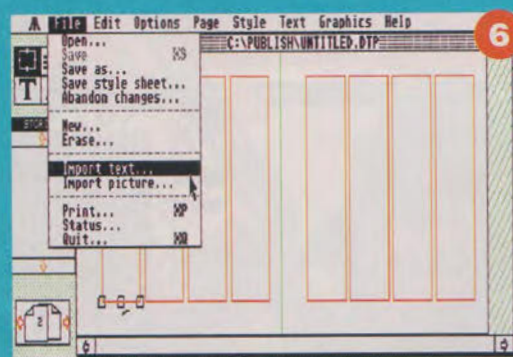 File Edit Options Page Style Text Graphics Help
C:\PUBLISH\UNTITLED.DTP
6
Open...
Save ⌘S
Save as...
Save style sheet...
Abandon changes...
New...
Erase...
Import text...
Import picture...
Print... ⌘P
Status...
Quit... ⌘Q
T
2